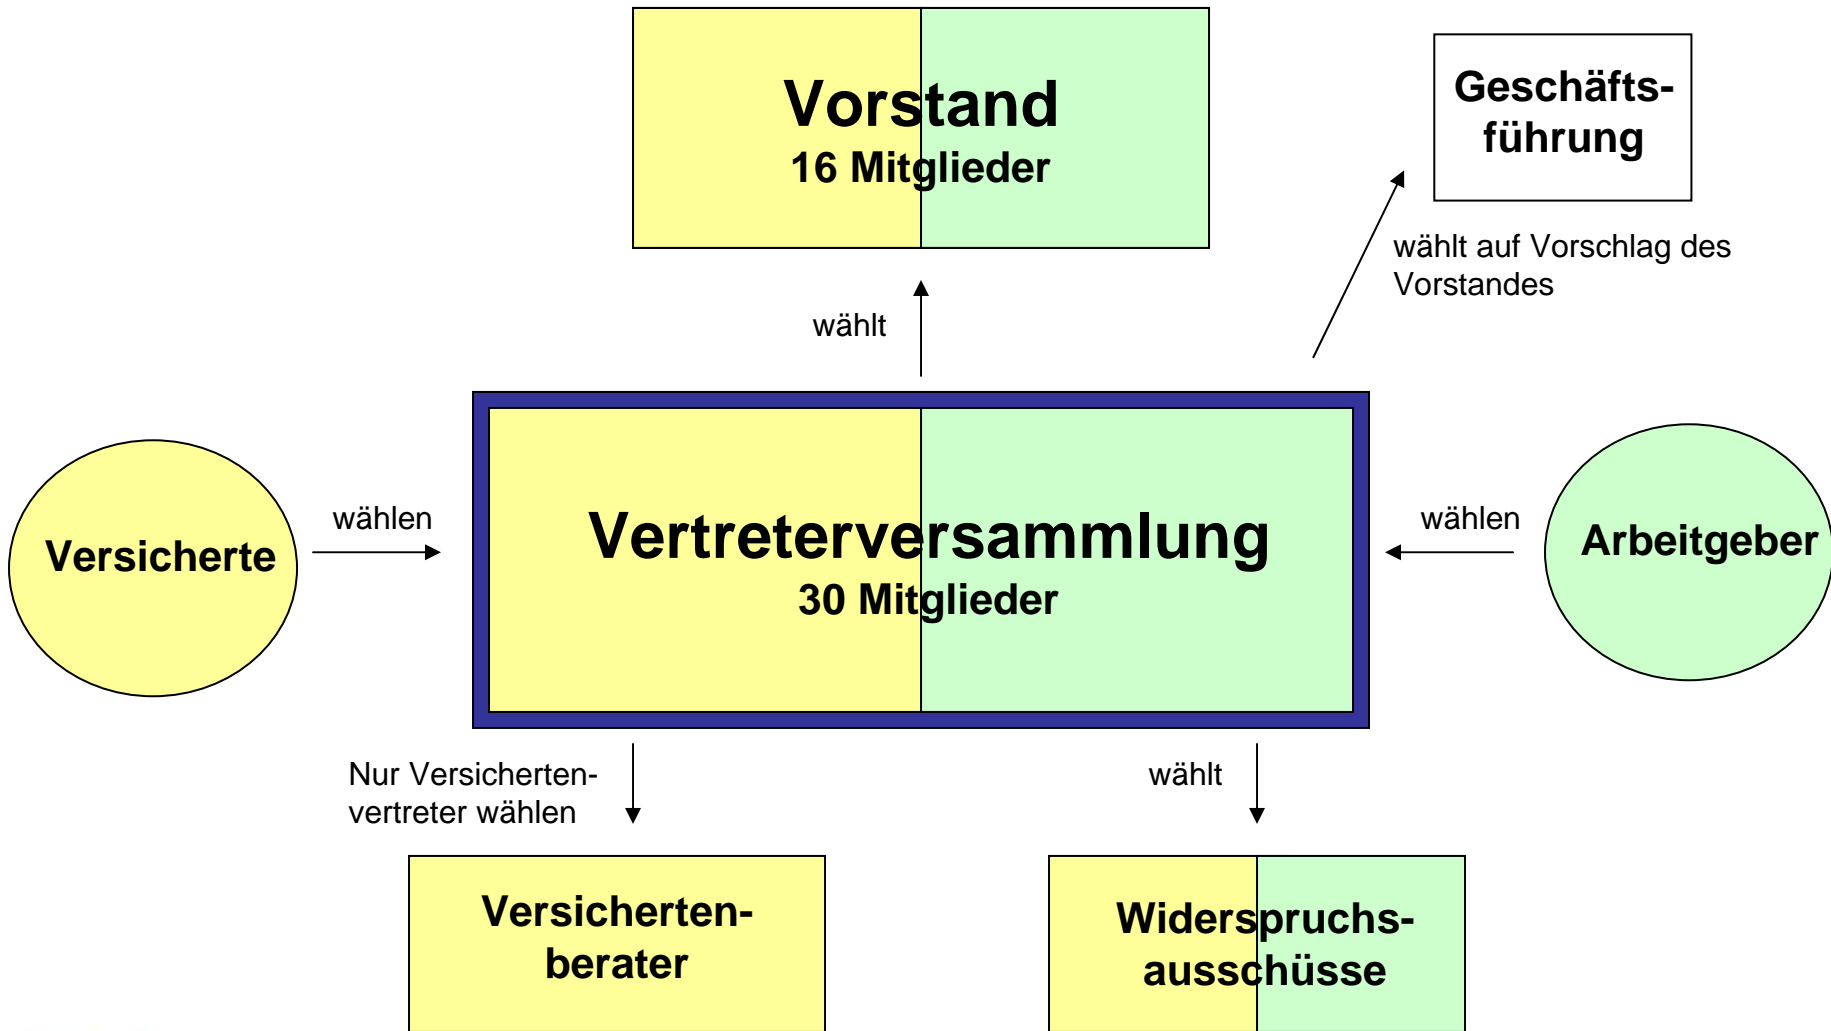 Vorstand
16 Mitglieder
Geschäfts-
führung
wählt auf Vorschlag des
Vorstandes
wählt
Versicherte
wählen
Vertreterversammlung
30 Mitglieder
wählen
Arbeitgeber
Nur Versicherten-
vertreter wählen
wählt
Versicherten-
berater
Widerspruchs-
ausschüsse